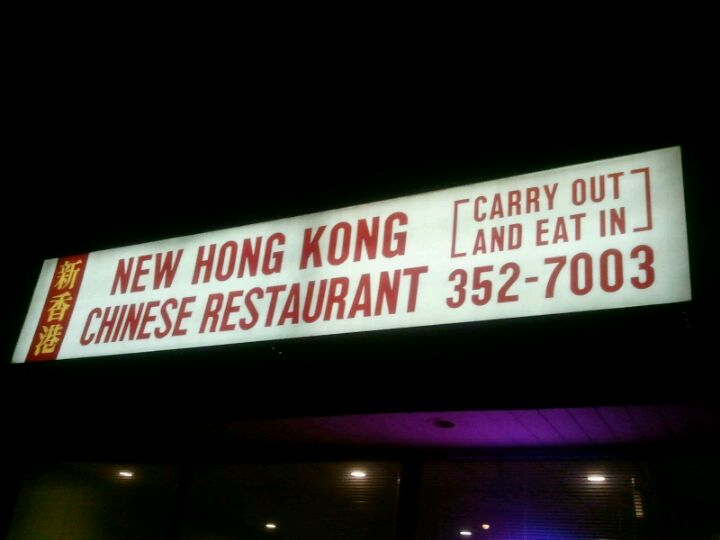 新香港
NEW HONG KONG
CHINESE RESTAURANT
CARRY OUT
AND EAT IN
352-7003